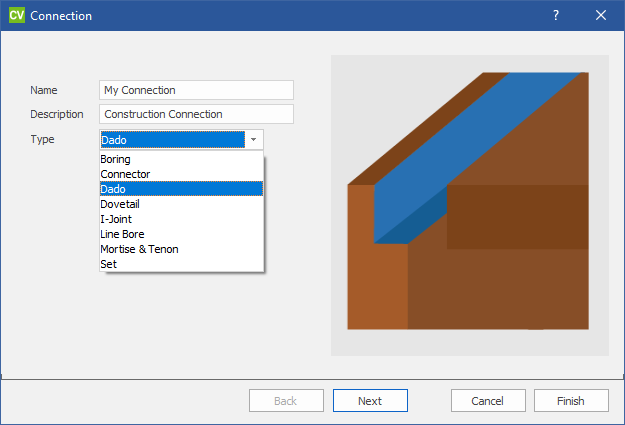 CV Connection ?
Name My Connection
Description Construction Connection
Type Dado
Boring
Connector
Dado
Dovetail
I-Joint
Line Bore
Mortise & Tenon
Set
Back Next Cancel Finish